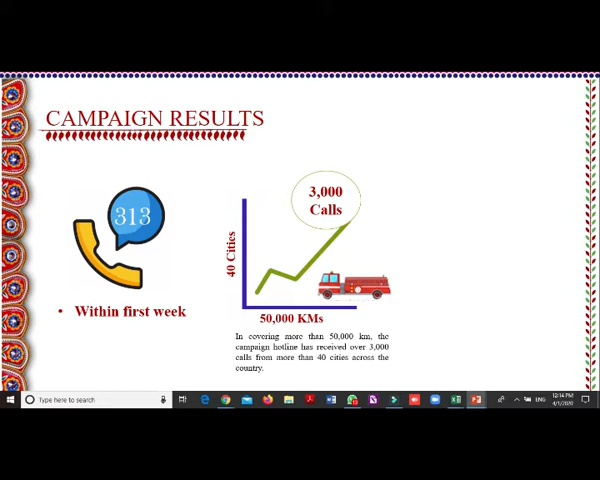 CAMPAIGN RESULTS
313
• Within first week
3,000
Calls
40 Cities
50,000 KMs
In covering more than 50,000 km, the
campaign hotline has received over 3,000
calls from more than 40 cities across the
country.
Type here to search
ENG
12:14 PM
4/1/2020